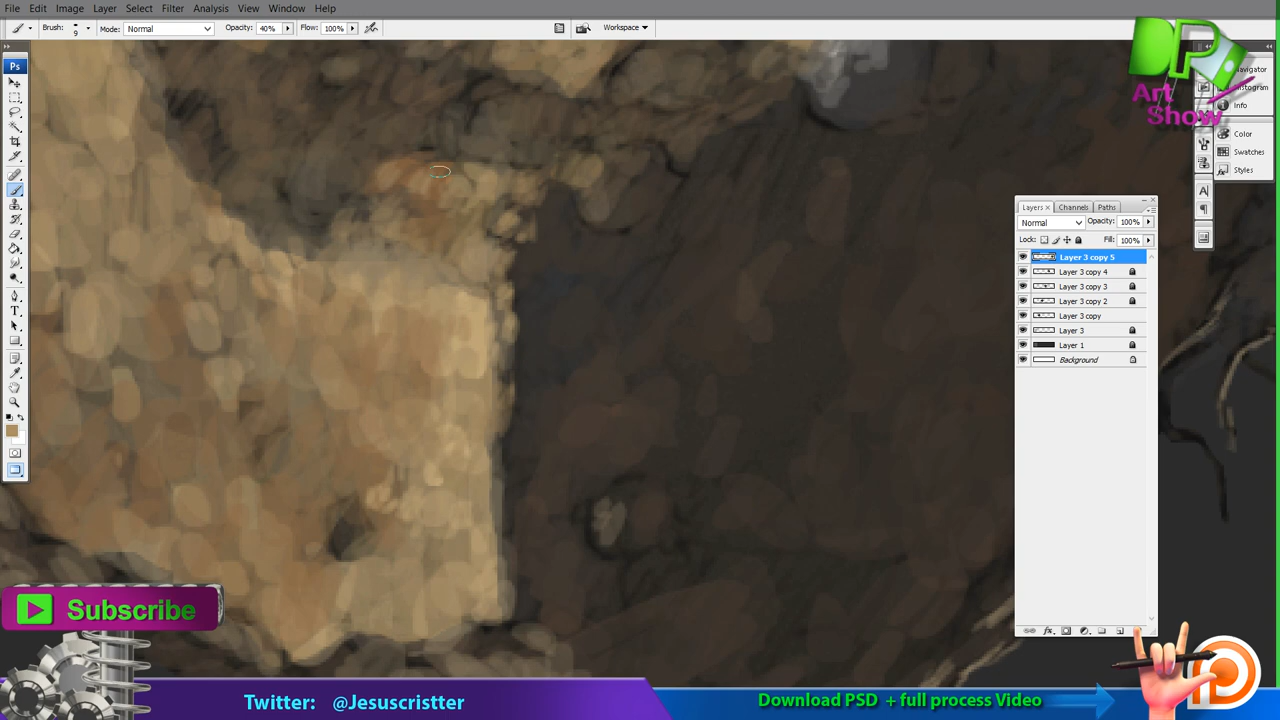 File Edit Image Layer Select Filter Analysis View Window Help
Brush: 9 Mode: Normal Opacity: 40% Flow: 100% Workspace
DP
Art
Show
Ps
Navigator
Histogram
Info
Color
Swatches
Styles
Layers Channels Paths
Normal Opacity: 100%
Lock: Fill: 100%
Layer 3 copy 5
Layer 3 copy 4
Layer 3 copy 3
Layer 3 copy 2
Layer 3 copy
Layer 3
Layer 1
Background
Subscribe
Twitter: @Jesuscristter
Download PSD + full process Video